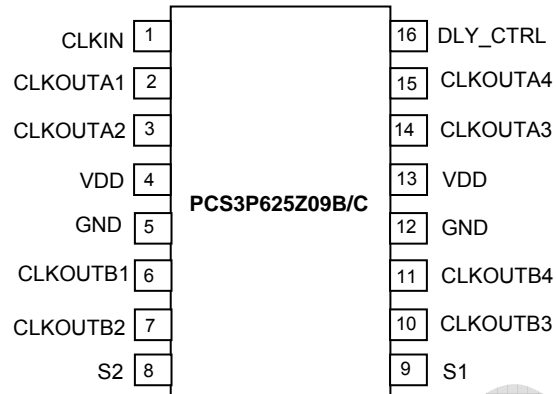 CLKIN 1 16 DLY_CTRL
CLKOUTA1 2 15 CLKOUTA4
CLKOUTA2 3 14 CLKOUTA3
VDD 4 13 VDD
PCS3P625Z09B/C
GND 5 12 GND
CLKOUTB1 6 11 CLKOUTB4
CLKOUTB2 7 10 CLKOUTB3
S2 8 9 S1